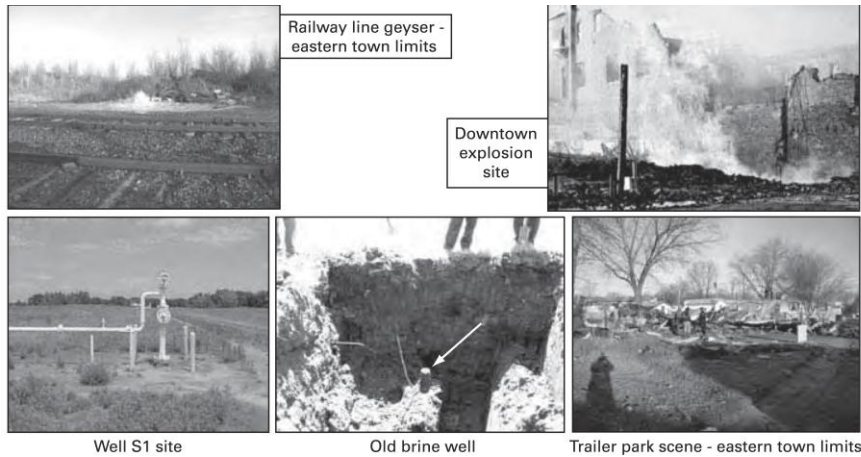 Railway line geyser -
eastern town limits
Downtown
explosion
site
Well S1 site
Old brine well
Trailer park scene - eastern town limits